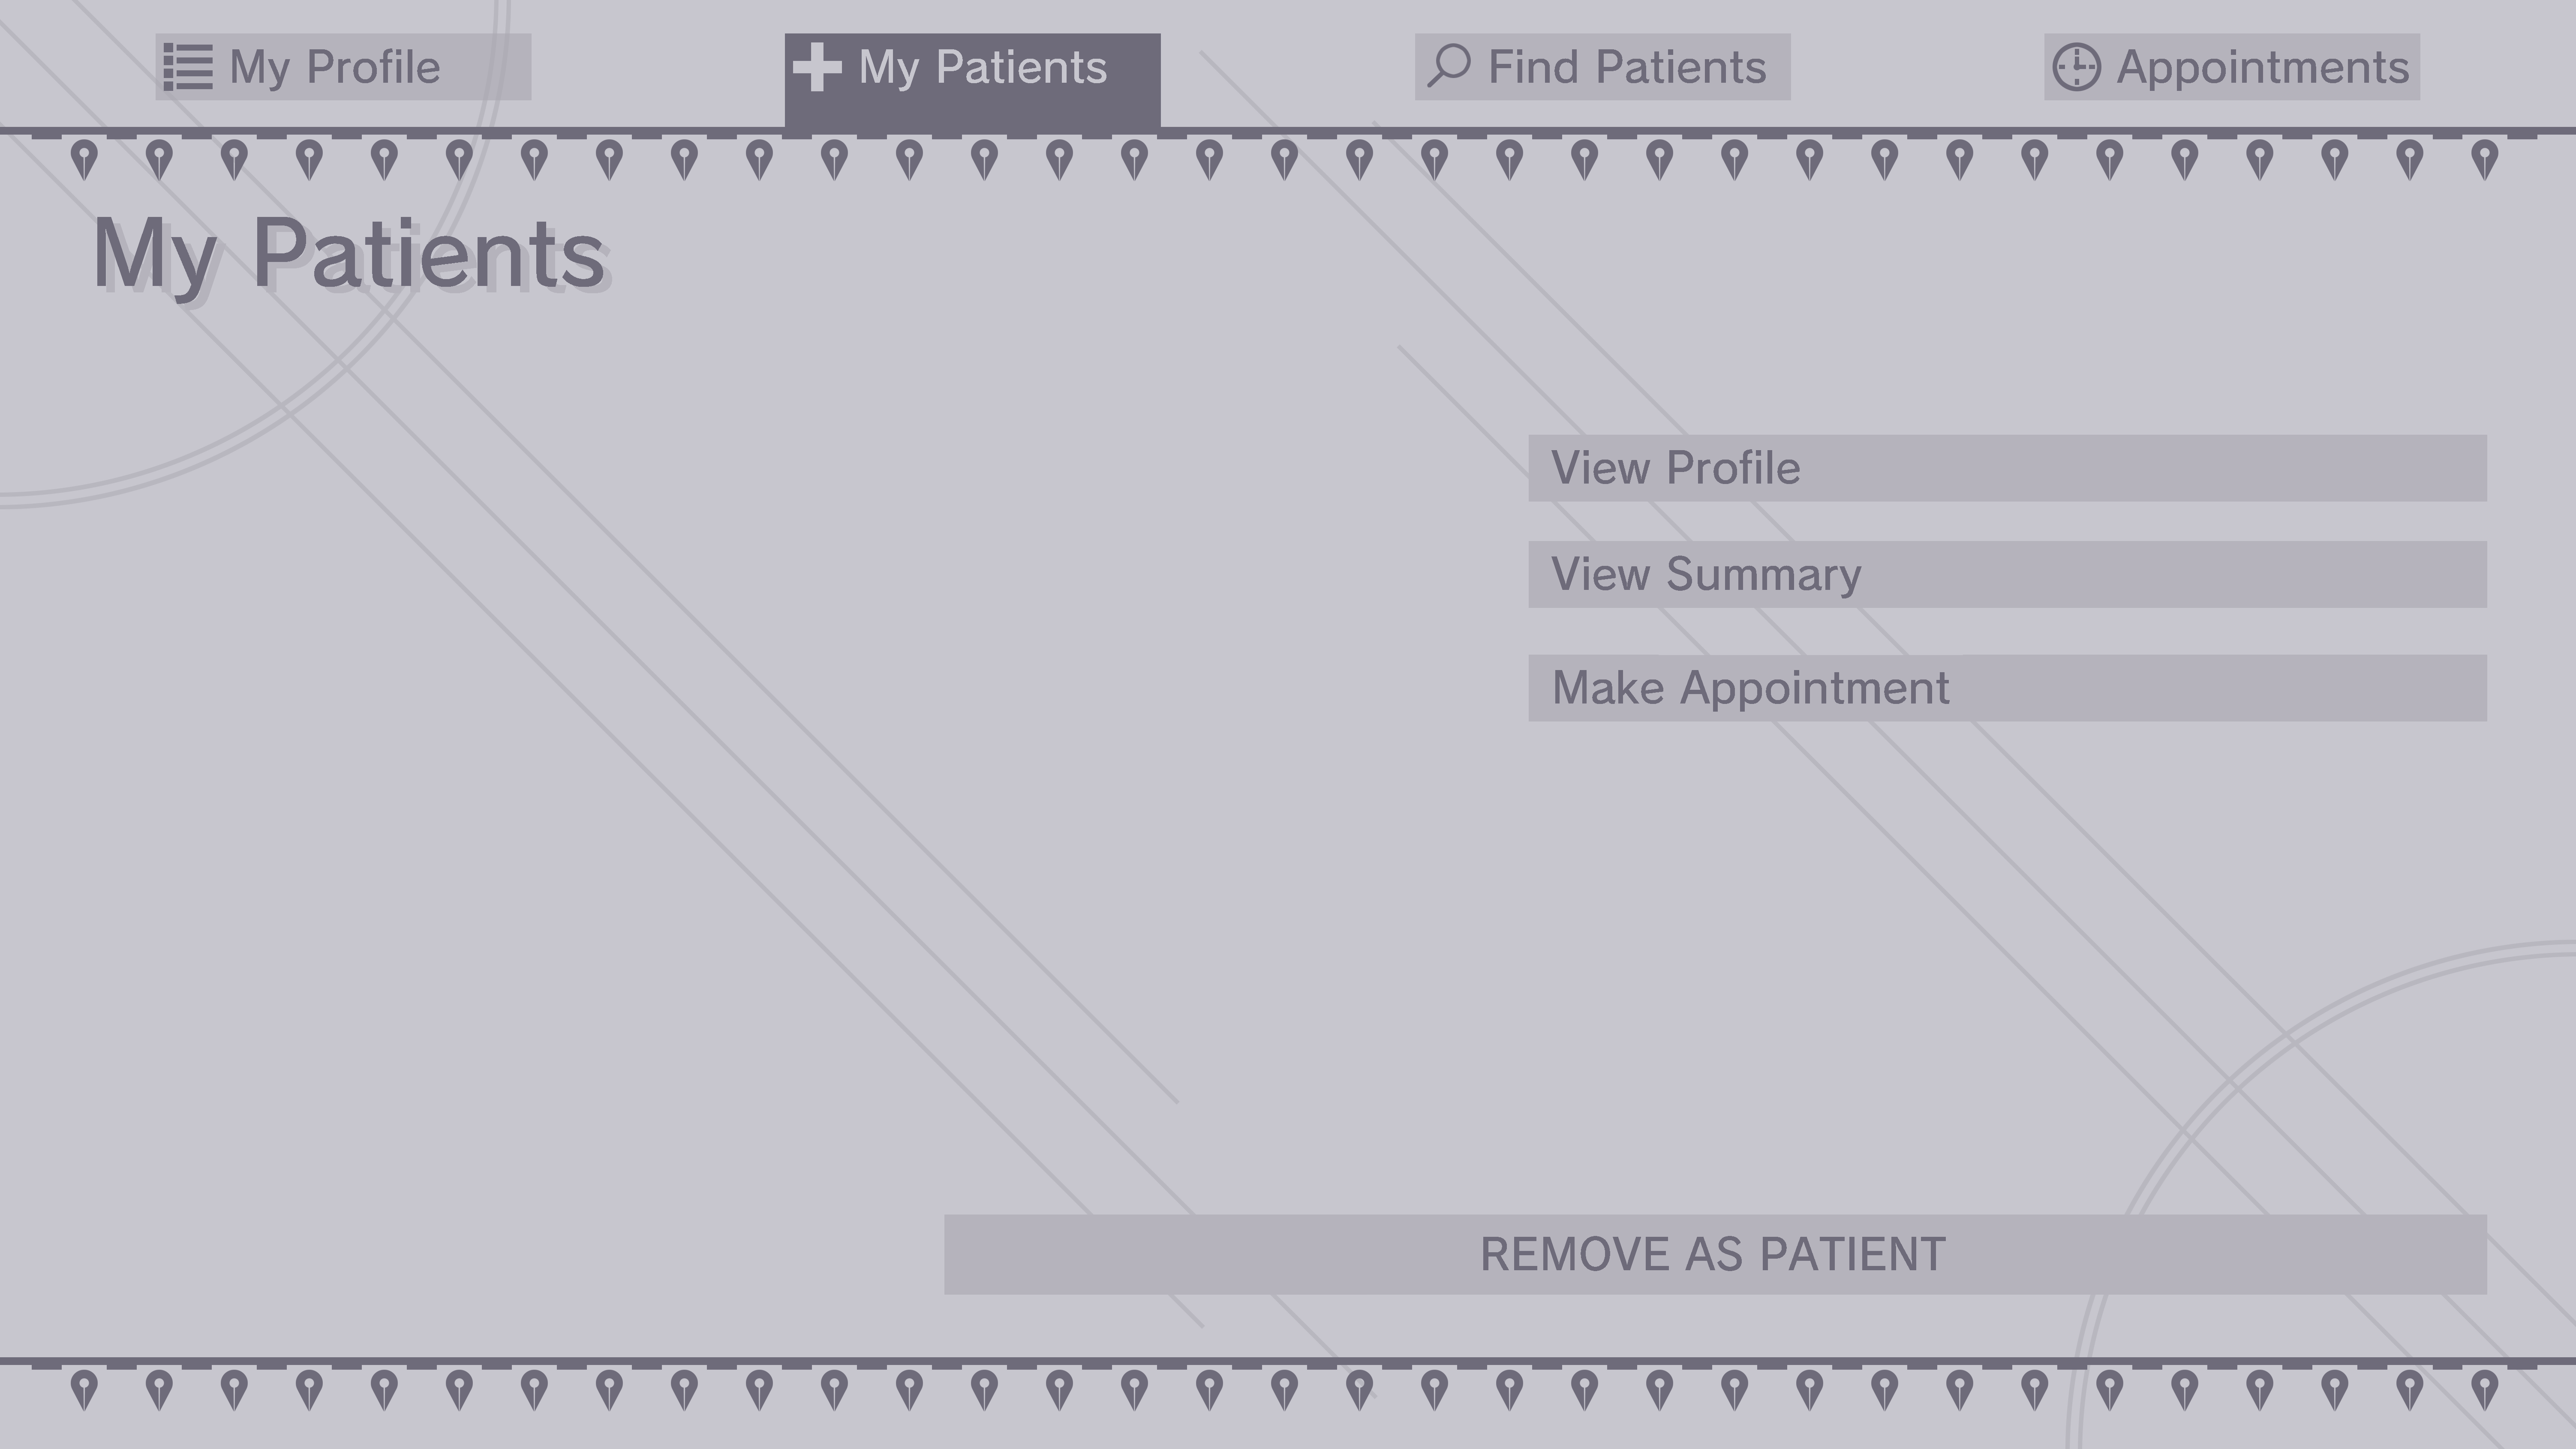 My Profile
My Patients
Find Patients
Appointments
My Patients
View Profile
View Summary
Make Appointment
REMOVE AS PATIENT